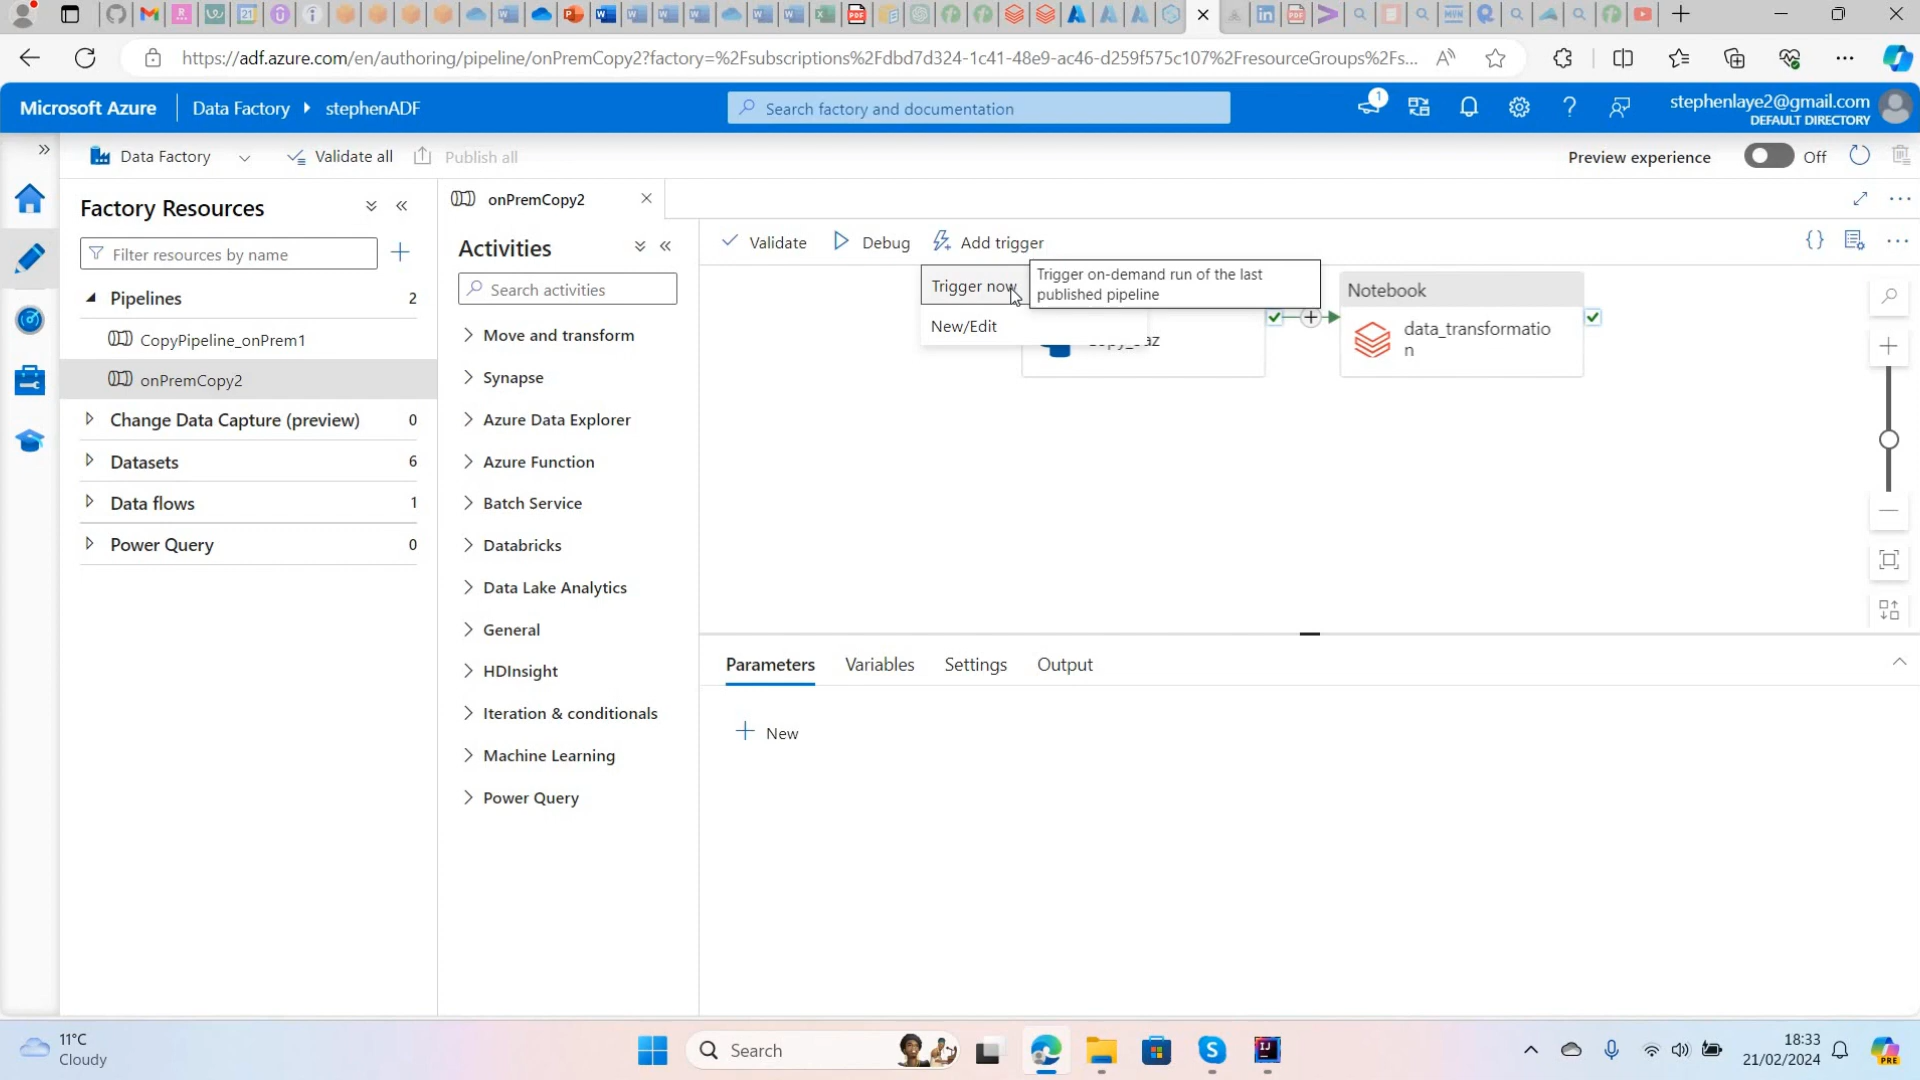 https://adf.azure.com/en/authoring/pipeline/onPremCopy2?factory=%2Fsubscriptions%2Fdbd7d324-1c41-48e9-ac46-d259f575c107%2FresourceGroups%2Fs...
Microsoft Azure
Data Factory
stephenADF
Search factory and documentation
1
stephenlaye2@gmail.com
DEFAULT DIRECTORY
Data Factory
Validate all
Publish all
Preview experience
Off
Factory Resources
onPremCopy2
Filter resources by name
Activities
Search activities
Validate
Debug
Add trigger
Trigger now
Trigger on-demand run of the last
published pipeline
New/Edit
Notebook
data_transformatio
n
Pipelines
2
CopyPipeline_onPrem1
onPremCopy2
Change Data Capture (preview)
0
Datasets
6
Data flows
1
Power Query
0
Move and transform
Synapse
Azure Data Explorer
Azure Function
Batch Service
Databricks
Data Lake Analytics
General
HDInsight
Iteration & conditionals
Machine Learning
Power Query
Parameters
Variables
Settings
Output
New
11°C
Cloudy
Search
18:33
21/02/2024